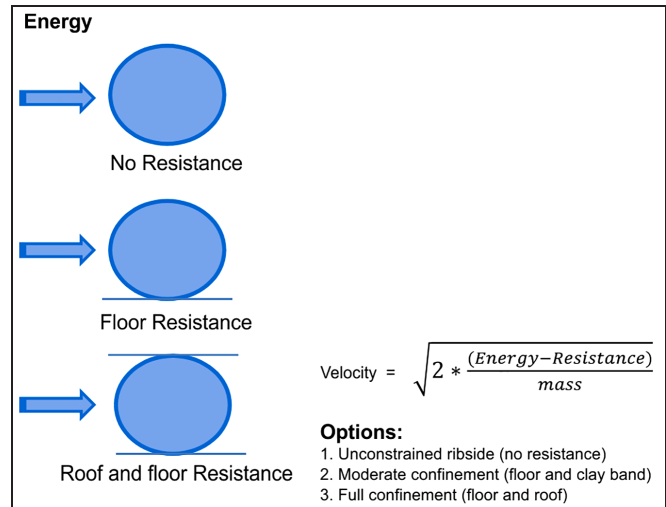 Energy
No Resistance
Floor Resistance
Roof and floor Resistance
Velocity = √2 * (Energy−Resistance)
mass
Options:
1. Unconstrained ribside (no resistance)
2. Moderate confinement (floor and clay band)
3. Full confinement (floor and roof)